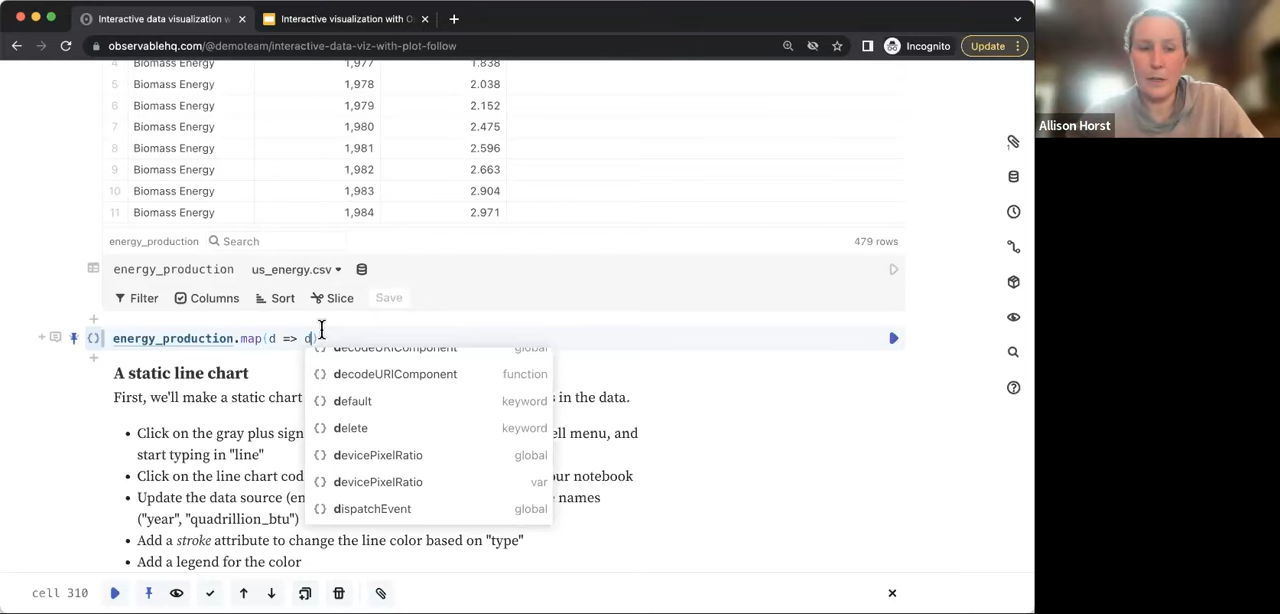 Interactive data visualization w
Interactive visualization with O
observablehq.com/@demoteam/interactive-data-viz-with-plot-follow
Incognito
Update
Allison Horst
4 Biomass Energy 1,977 1.838
5 Biomass Energy 1,978 2.038
6 Biomass Energy 1,979 2.152
7 Biomass Energy 1,980 2.475
8 Biomass Energy 1,981 2.596
9 Biomass Energy 1,982 2.663
10 Biomass Energy 1,983 2.904
11 Biomass Energy 1,984 2.971
energy_production Search 479 rows
energy_production us_energy.csv
Filter Columns Sort Slice Save
energy_production.map(d => d)
decodeURIComponent global
decodeURIComponent function
default keyword
delete keyword
devicePixelRatio global
devicePixelRatio var
dispatchEvent global
A static line chart
First, we'll make a static chart s in the data.
• Click on the gray plus sign ell menu, and
start typing in "line"
• Click on the line chart cod our notebook
• Update the data source (en e names
("year", "quadrillion_btu")
• Add a stroke attribute to change the line color based on "type"
• Add a legend for the color
cell 310